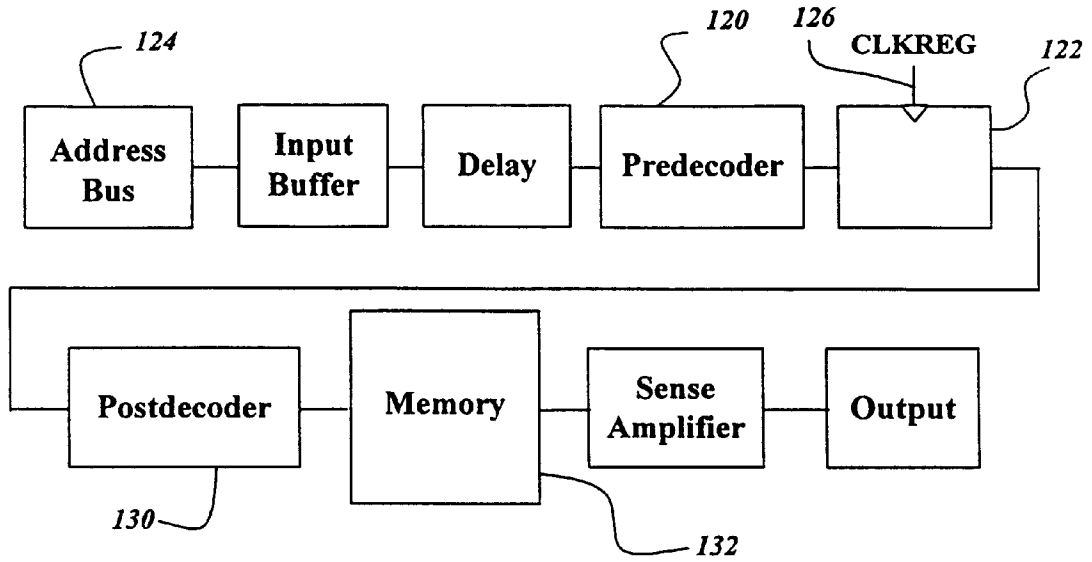 124
120
126
CLKREG
122
Address
Bus
Input
Buffer
Delay
Predecoder
Postdecoder
Memory
Sense
Amplifier
Output
130
132